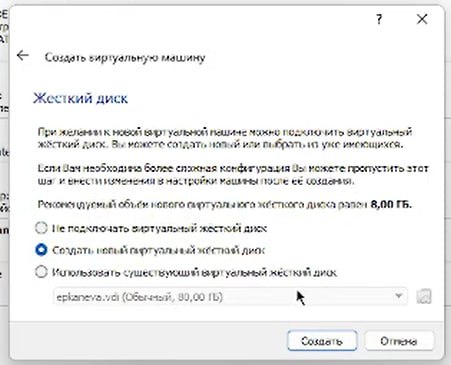 ?
Создать виртуальную машину
Жесткий диск
При желании к новой виртуальной машине можно подключить виртуальный
жёсткий диск. Вы можете создать новый или выбрать из уже имеющихся.
Если Вам необходима более сложная конфигурация Вы можете пропустить этот
шаг и внести изменения в настройки машины после её создания.
Рекомендуемый объём нового виртуального жёсткого диска равен 8,00 ГБ.
Не подключать виртуальный жёсткий диск
Создать новый виртуальный жёсткий диск
Использовать существующий виртуальный жёсткий диск
epkaneva.vdi (Обычный, 80,00 ГБ)
Создать Отмена